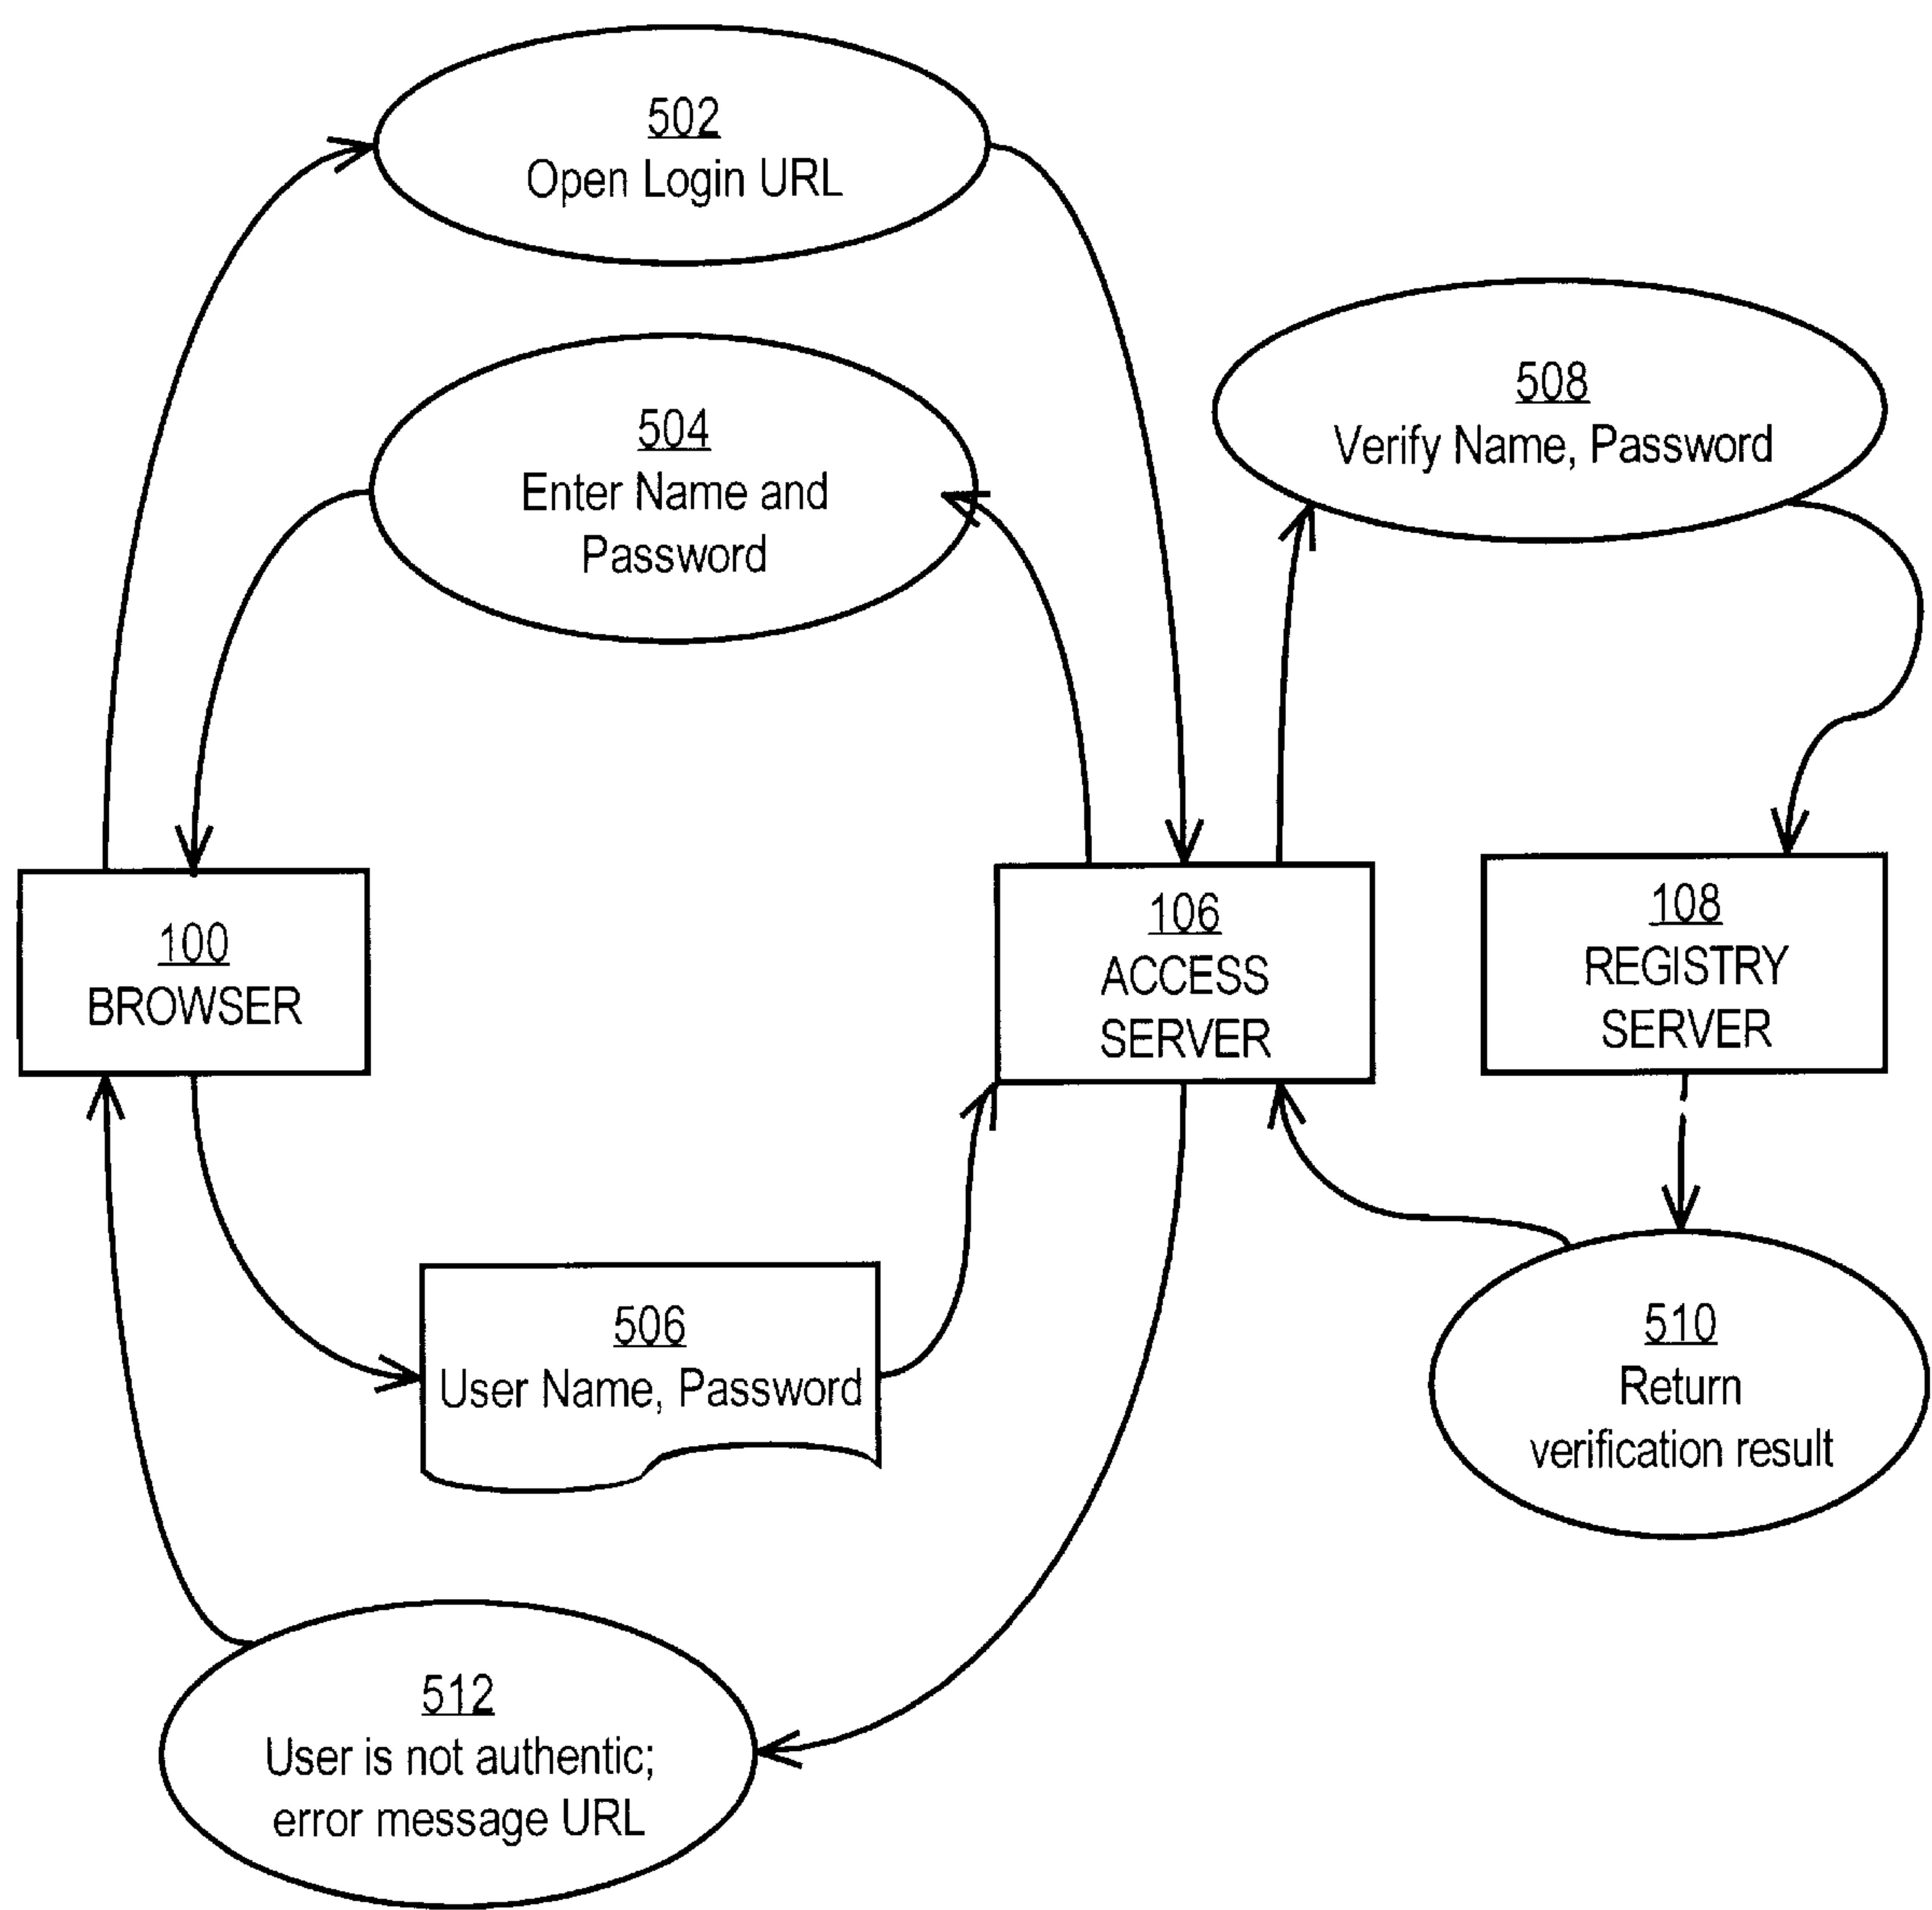 502
Open Login URL
504
Enter Name and
Password
508
Verify Name, Password
100
BROWSER
106
ACCESS
SERVER
108
REGISTRY
SERVER
506
User Name, Password
510
Return
verification result
512
User is not authentic;
error message URL